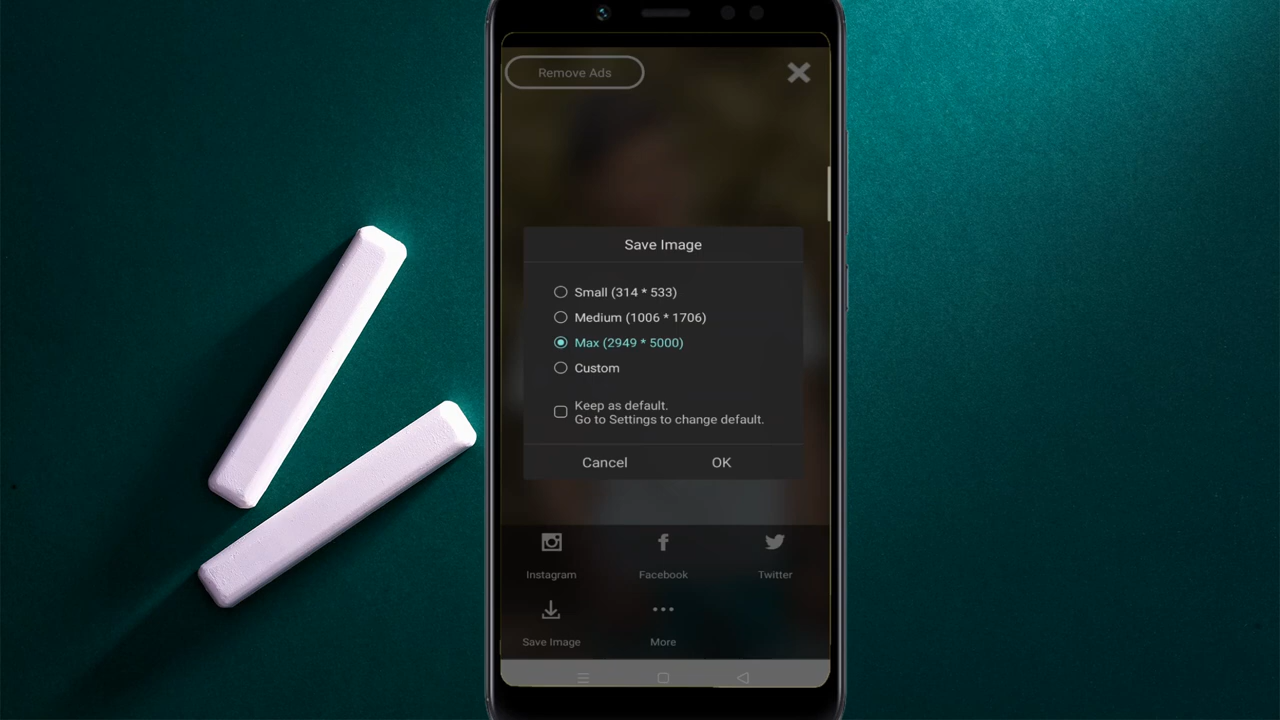 Remove Ads
Save Image
Small (314 * 533)
Medium (1006 * 1706)
Max (2949 * 5000)
Custom
Keep as default.
Go to Settings to change default.
Cancel OK
Instagram Facebook Twitter
Save Image More